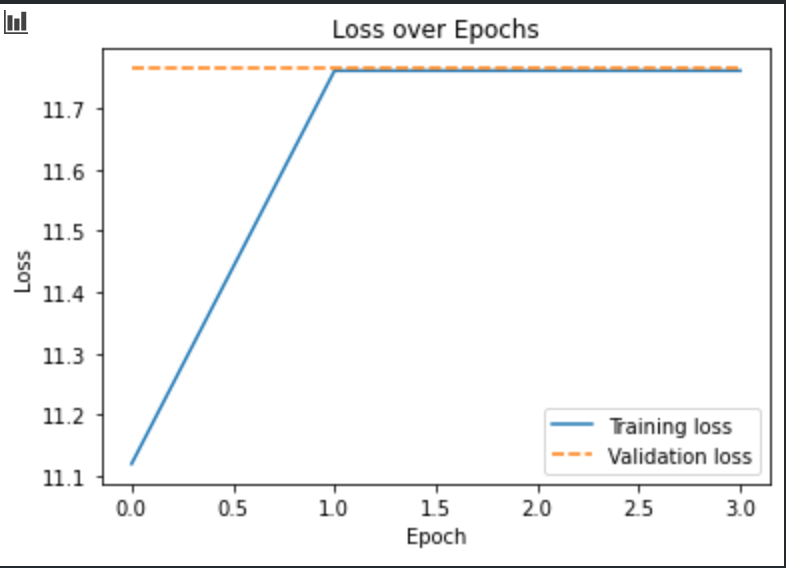 Loss over Epochs
Loss
11.7
11.6
11.5
11.4
11.3
11.2
11.1
Training loss
Validation loss
0.0 0.5 1.0 1.5 2.0 2.5 3.0
Epoch